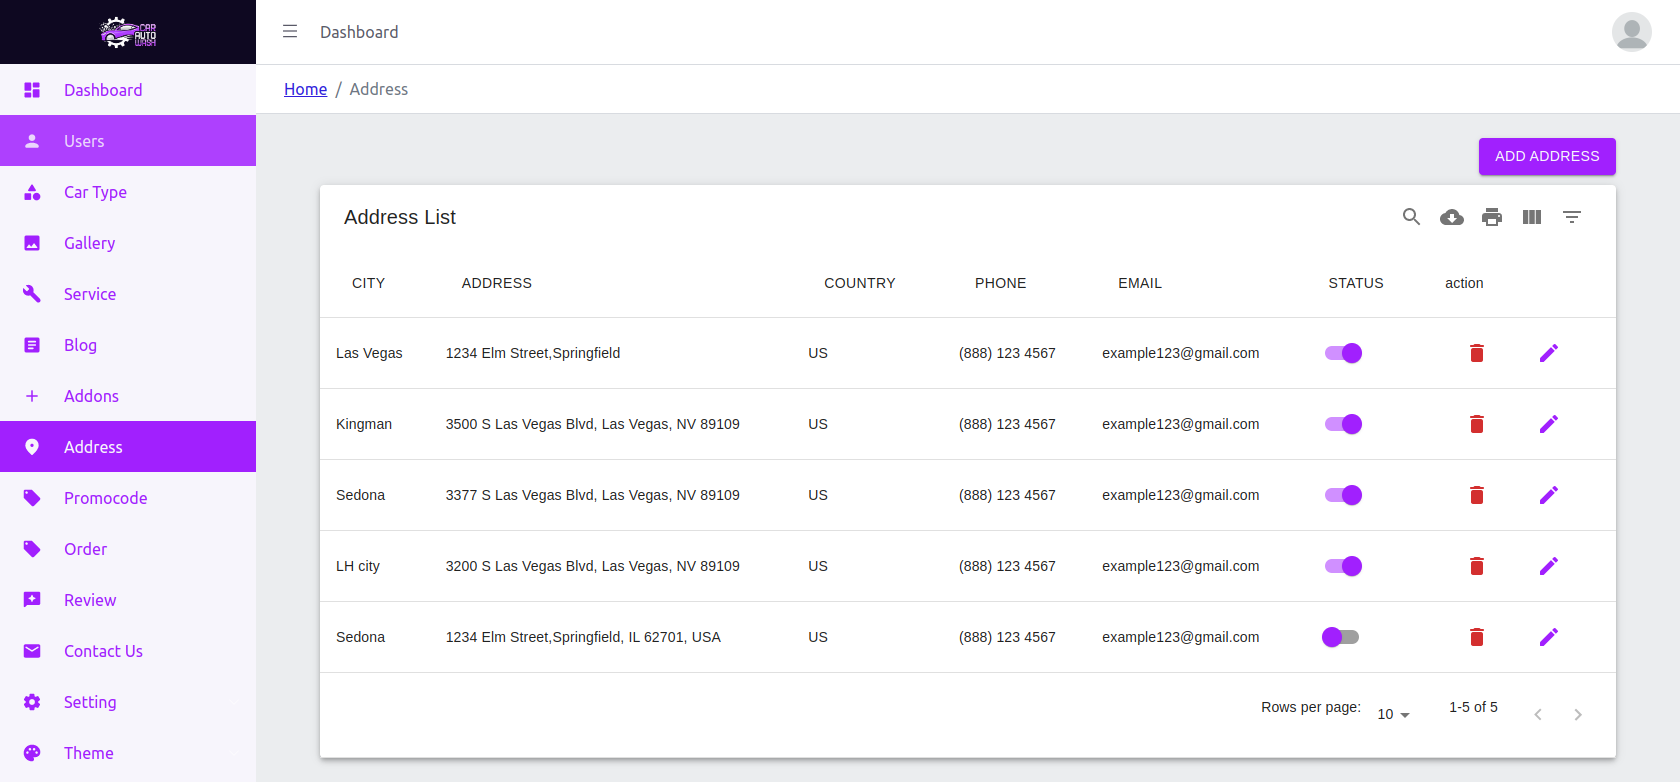 CAR
AUTO
WASH
Dashboard
Home / Address
Dashboard
Users
Car Type
Gallery
Service
Blog
Addons
Address
Promocode
Order
Review
Contact Us
Setting
Theme
ADD ADDRESS
Address List
CITY ADDRESS COUNTRY PHONE EMAIL STATUS action
Las Vegas 1234 Elm Street,Springfield US (888) 123 4567 example123@gmail.com
Kingman 3500 S Las Vegas Blvd, Las Vegas, NV 89109 US (888) 123 4567 example123@gmail.com
Sedona 3377 S Las Vegas Blvd, Las Vegas, NV 89109 US (888) 123 4567 example123@gmail.com
LH city 3200 S Las Vegas Blvd, Las Vegas, NV 89109 US (888) 123 4567 example123@gmail.com
Sedona 1234 Elm Street,Springfield, IL 62701, USA US (888) 123 4567 example123@gmail.com
Rows per page: 10 1-5 of 5